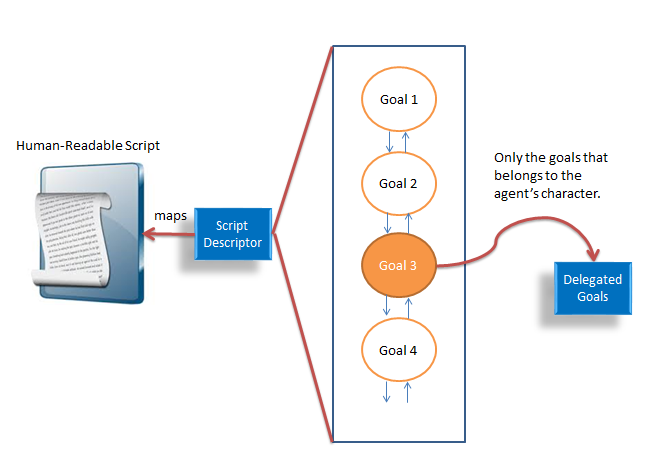 Human-Readable Script
maps
Script
Descriptor
Goal 1
Goal 2
Goal 3
Goal 4
Only the goals that
belongs to the
agent's character.
Delegated
Goals